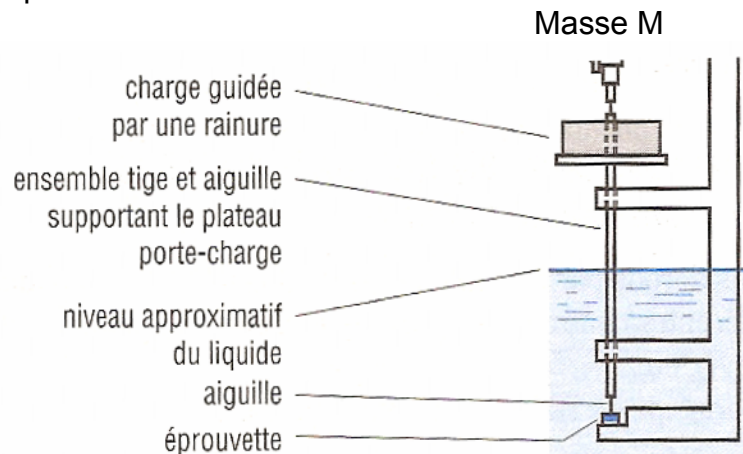 Masse M
charge guidée
par une rainure
ensemble tige et aiguille
supportant le plateau
porte-charge
niveau approximatif
du liquide
aiguille
éprouvette